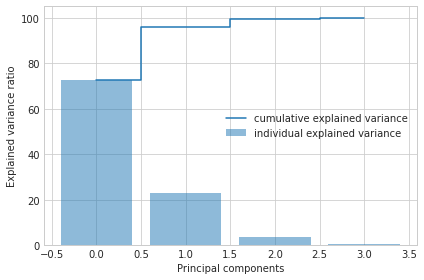 100
80
60
40
20
0
Explained variance ratio
cumulative explained variance
individual explained variance
−0.5 0.0 0.5 1.0 1.5 2.0 2.5 3.0 3.5
Principal components